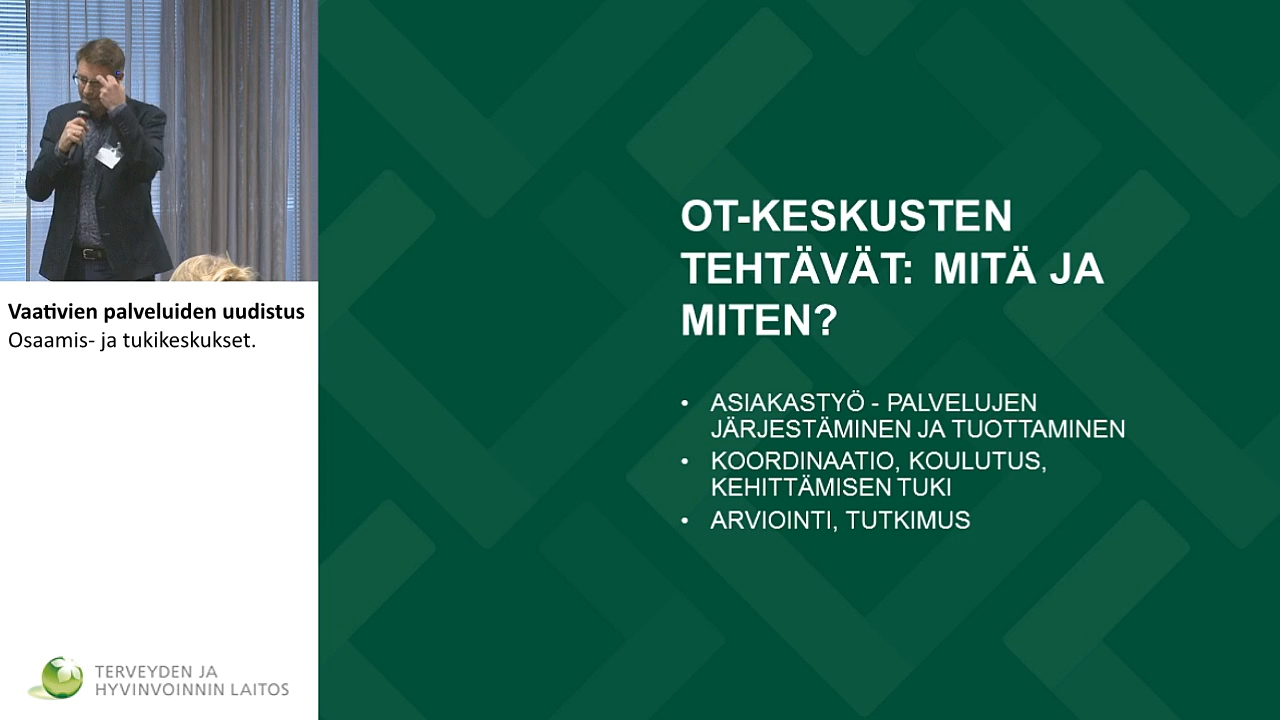 Vaativien palveluiden uudistus
Osaamis- ja tukikeskukset.
TERVEYDEN JA
HYVINVOINNIN LAITOS
OT-KESKUSTEN
TEHTÄVÄT: MITÄ JA
MITEN?
• ASIAKASTYÖ - PALVELUJEN
JÄRJESTÄMINEN JA TUOTTAMINEN
• KOORDINAATIO, KOULUTUS,
KEHITTÄMISEN TUKI
• ARVIOINTI, TUTKIMUS